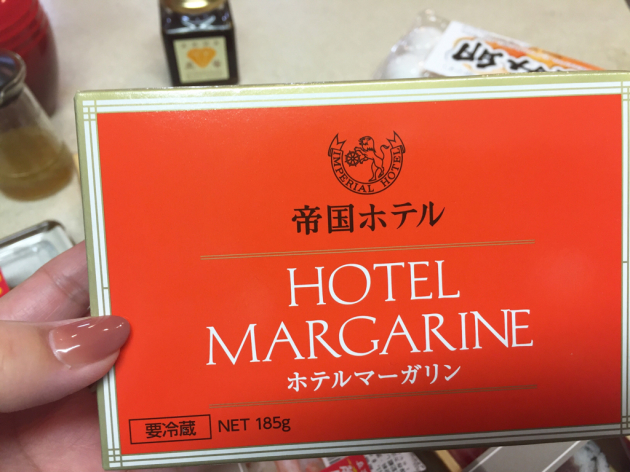 IMPERIAL HOTEL
帝国ホテル
HOTEL
MARGARINE
ホテルマーガリン
要冷蔵 NET 185g